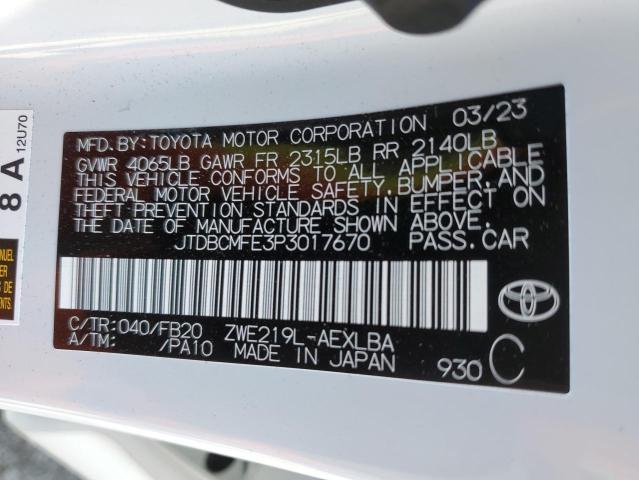 MFD. BY: TOYOTA MOTOR CORPORATION 03/23
GVWR 4065LB GAWR FR 2315LB RR 2140LB
THIS VEHICLE CONFORMS TO ALL APPLICABLE
FEDERAL MOTOR VEHICLE SAFETY, BUMPER, AND
THEFT PREVENTION STANDARDS IN EFFECT ON
THE DATE OF MANUFACTURE SHOWN ABOVE.
JTDBCMFE3P3017670 PASS. CAR
C/TR: 040/FB20 ZWE219L-AEXLBA
A/TM: /PA10 MADE IN JAPAN 930 C
8 A 12U70